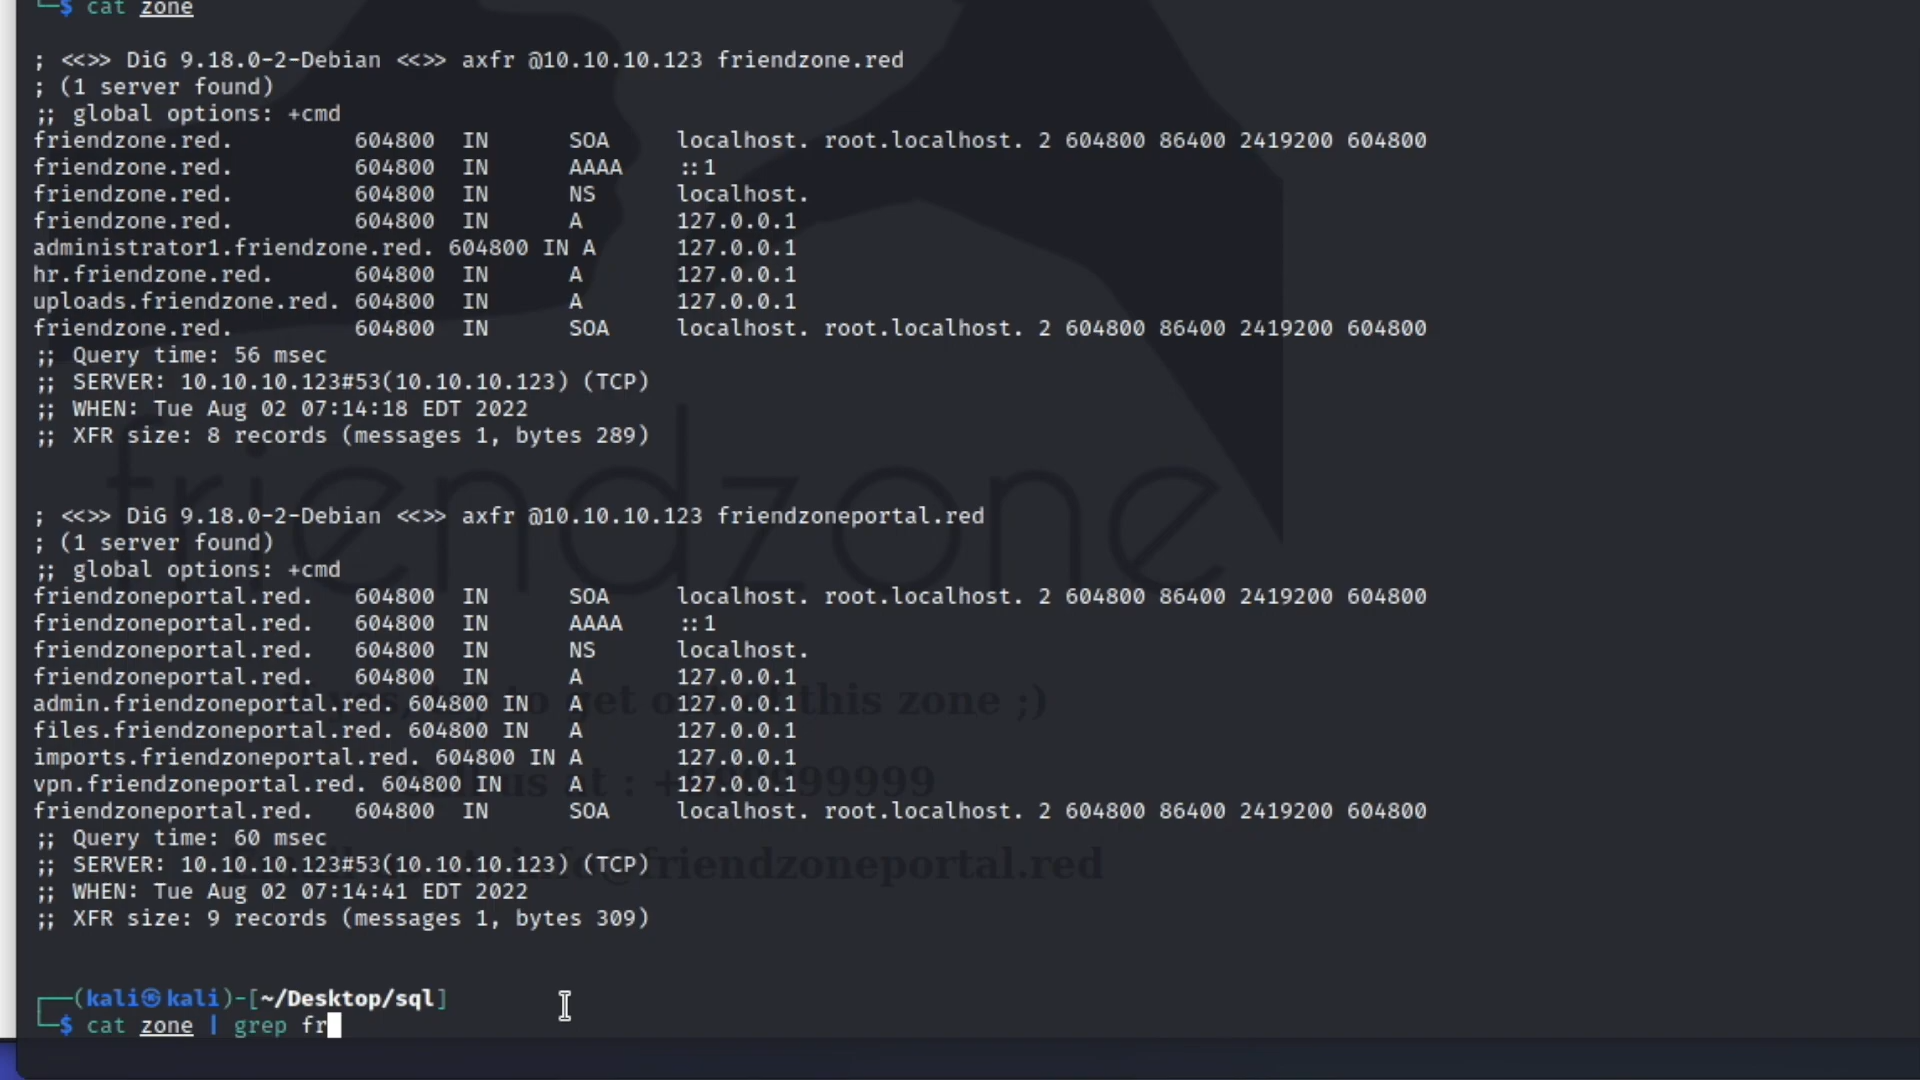 └─$ cat zone
; <<>> DiG 9.18.0-2-Debian <<>> axfr @10.10.10.123 friendzone.red
; (1 server found)
;; global options: +cmd
friendzone.red. 604800 IN SOA localhost. root.localhost. 2 604800 86400 2419200 604800
friendzone.red. 604800 IN AAAA ::1
friendzone.red. 604800 IN NS localhost.
friendzone.red. 604800 IN A 127.0.0.1
administrator1.friendzone.red. 604800 IN A 127.0.0.1
hr.friendzone.red. 604800 IN A 127.0.0.1
uploads.friendzone.red. 604800 IN A 127.0.0.1
friendzone.red. 604800 IN SOA localhost. root.localhost. 2 604800 86400 2419200 604800
;; Query time: 56 msec
;; SERVER: 10.10.10.123#53(10.10.10.123) (TCP)
;; WHEN: Tue Aug 02 07:14:18 EDT 2022
;; XFR size: 8 records (messages 1, bytes 289)
friendzone
; <<>> DiG 9.18.0-2-Debian <<>> axfr @10.10.10.123 friendzoneportal.red
; (1 server found)
;; global options: +cmd
friendzoneportal.red. 604800 IN SOA localhost. root.localhost. 2 604800 86400 2419200 604800
friendzoneportal.red. 604800 IN AAAA ::1
friendzoneportal.red. 604800 IN NS localhost.
friendzoneportal.red. 604800 IN A 127.0.0.1
admin.friendzoneportal.red. 604800 IN A 127.0.0.1
to get out of this zone ;)
files.friendzoneportal.red. 604800 IN A 127.0.0.1
imports.friendzoneportal.red. 604800 IN A 127.0.0.1
vpn.friendzoneportal.red. 604800 IN A 127.0.0.1
us at : +999999999
friendzoneportal.red. 604800 IN SOA localhost. root.localhost. 2 604800 86400 2419200 604800
;; Query time: 60 msec
;; SERVER: 10.10.10.123#53(10.10.10.123) (TCP)
info@friendzoneportal.red
;; WHEN: Tue Aug 02 07:14:41 EDT 2022
;; XFR size: 9 records (messages 1, bytes 309)
┌──(kali㉿kali)-[~/Desktop/sql]
└─$ cat zone | grep fr